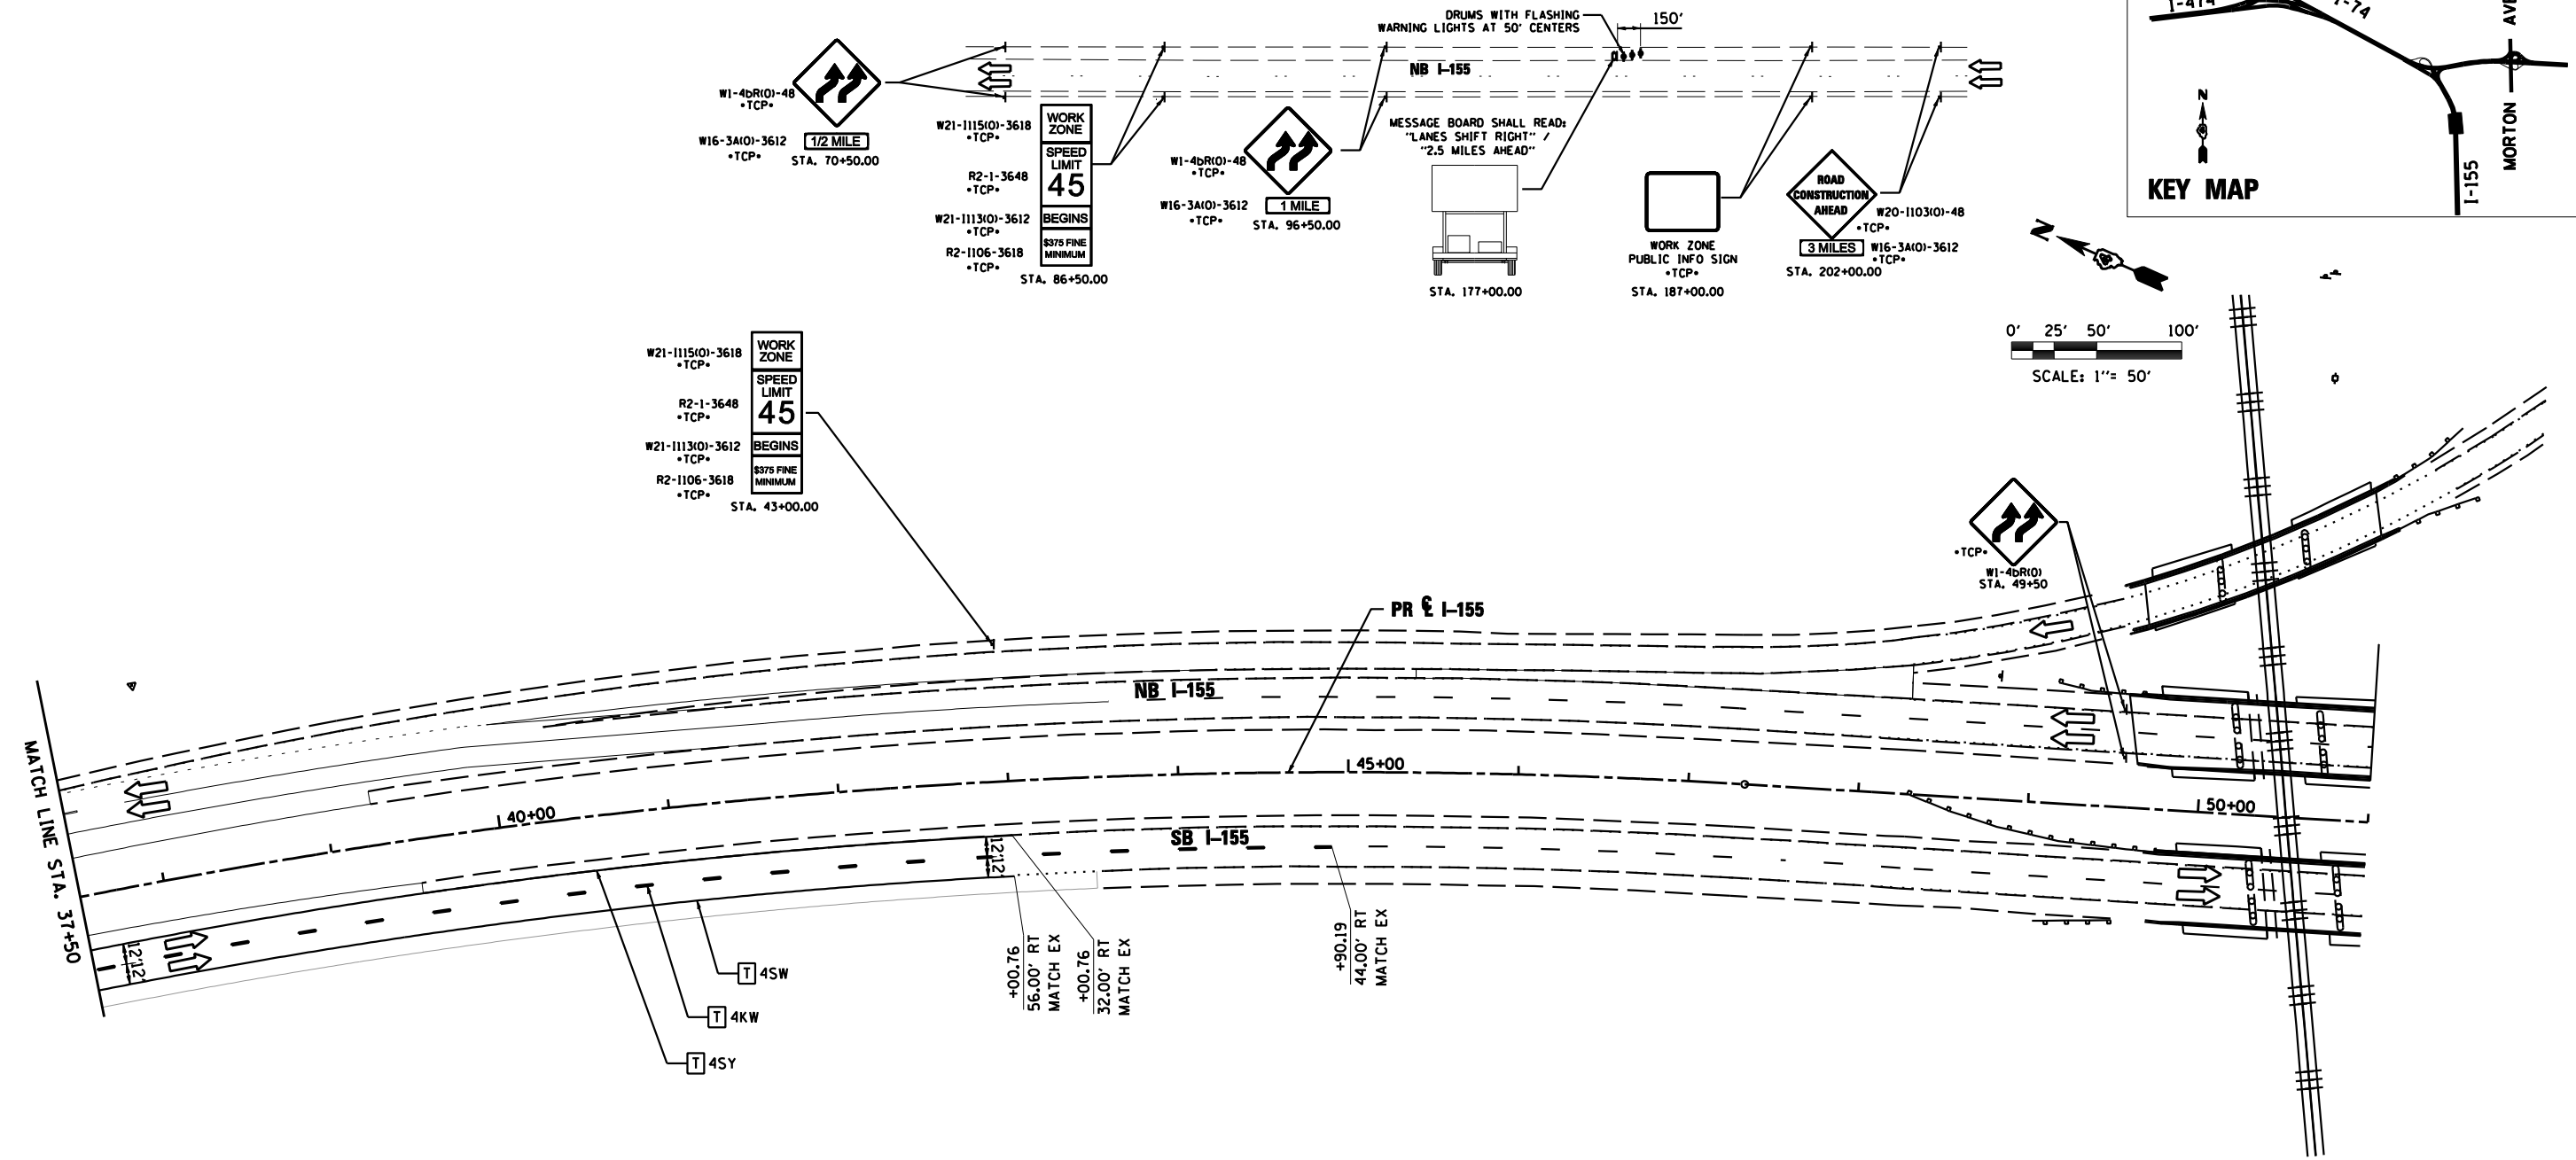 DRUMS WITH FLASHING
WARNING LIGHTS AT 50' CENTERS
150'
NB I-155
W1-4bR(O)-48
•TCP•
W16-3A(O)-3612
•TCP•
1/2 MILE
STA. 70+50.00
W21-I115(O)-3618
•TCP•
R2-1-3648
•TCP•
W21-I113(O)-3612
•TCP•
R2-I106-3618
•TCP•
WORK
ZONE
SPEED
LIMIT
45
BEGINS
$375 FINE
MINIMUM
STA. 86+50.00
W1-4bR(O)-48
•TCP•
W16-3A(O)-3612
•TCP•
1 MILE
STA. 96+50.00
MESSAGE BOARD SHALL READ:
"LANES SHIFT RIGHT" /
"2.5 MILES AHEAD"
STA. 177+00.00
WORK ZONE
PUBLIC INFO SIGN
•TCP•
STA. 187+00.00
ROAD
CONSTRUCTION
AHEAD
W20-I103(O)-48
•TCP•
3 MILES
W16-3A(O)-3612
•TCP•
STA. 202+00.00
I-474
I-74
MORTON AVE
I-155
N
KEY MAP
N
0' 25' 50' 100'
SCALE: 1"= 50'
W21-I115(O)-3618
•TCP•
R2-1-3648
•TCP•
W21-I113(O)-3612
•TCP•
R2-I106-3618
•TCP•
WORK
ZONE
SPEED
LIMIT
45
BEGINS
$375 FINE
MINIMUM
STA. 43+00.00
•TCP•
W1-4bR(O)
STA. 49+50
PR ℄ I-155
NB I-155
MATCH LINE STA. 37+50
40+00
45+00
50+00
SB I-155
12' 12'
12' 12'
+00.76
56.00' RT
MATCH EX
+00.76
32.00' RT
MATCH EX
+90.19
44.00' RT
MATCH EX
T 4SW
T 4KW
T 4SY